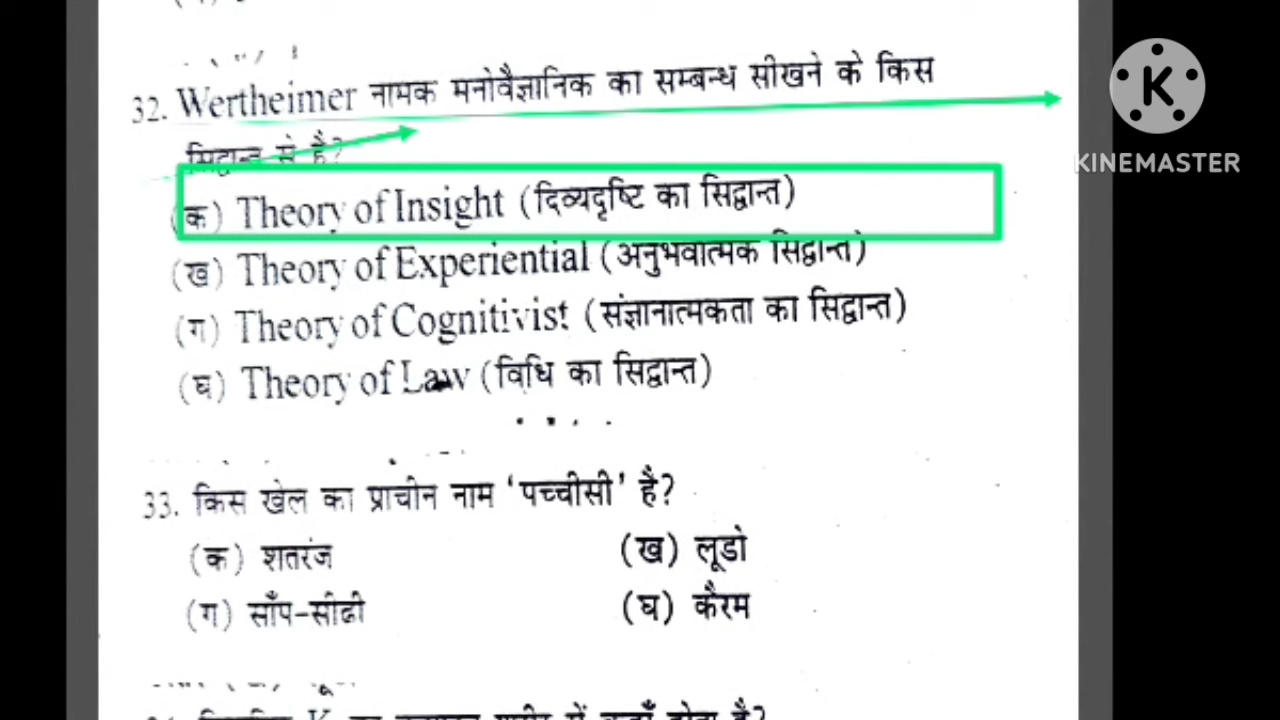 32. Wertheimer नामक मनोवैज्ञानिक का सम्बन्ध सीखने के किस
सिद्वान्त से है?
(क) Theory of Insight (दिव्यदृष्टि का सिद्वान्त)
(ख) Theory of Experiential (अनुभवात्मक सिद्वान्त)
(ग) Theory of Cognitivist (संज्ञानात्मकता का सिद्वान्त)
(घ) Theory of Law (विधि का सिद्वान्त)
33. किस खेल का प्राचीन नाम ‘पच्चीसी’ है?
(क) शतरंज (ख) लूडो
(ग) साँप-सीढी (घ) कैरम
K
KINEMASTER